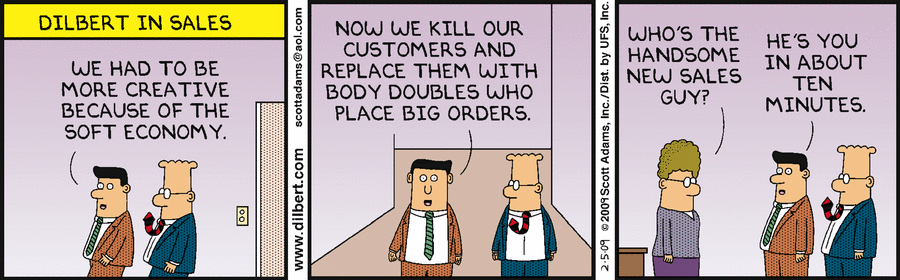 DILBERT IN SALES
WE HAD TO BE
MORE CREATIVE
BECAUSE OF THE
SOFT ECONOMY.
www.dilbert.com
scottadams@aol.com
NOW WE KILL OUR
CUSTOMERS AND
REPLACE THEM WITH
BODY DOUBLES WHO
PLACE BIG ORDERS.
2-5-09 © 2009 Scott Adams, Inc./Dist. by UFS, Inc.
WHO'S THE
HANDSOME
NEW SALES
GUY?
HE'S YOU
IN ABOUT
TEN
MINUTES.